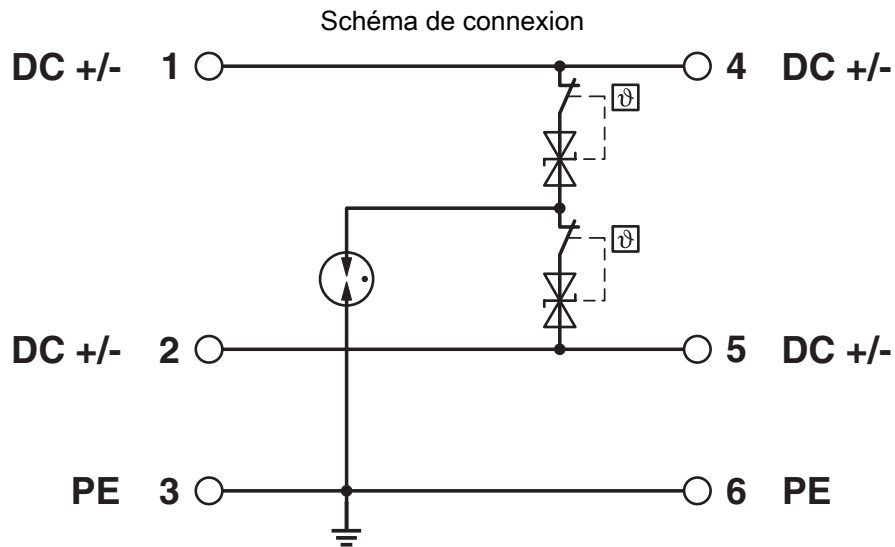 Schéma de connexion
DC +/- 1 4 DC +/-
ϑ
ϑ
DC +/- 2 5 DC +/-
PE 3 6 PE